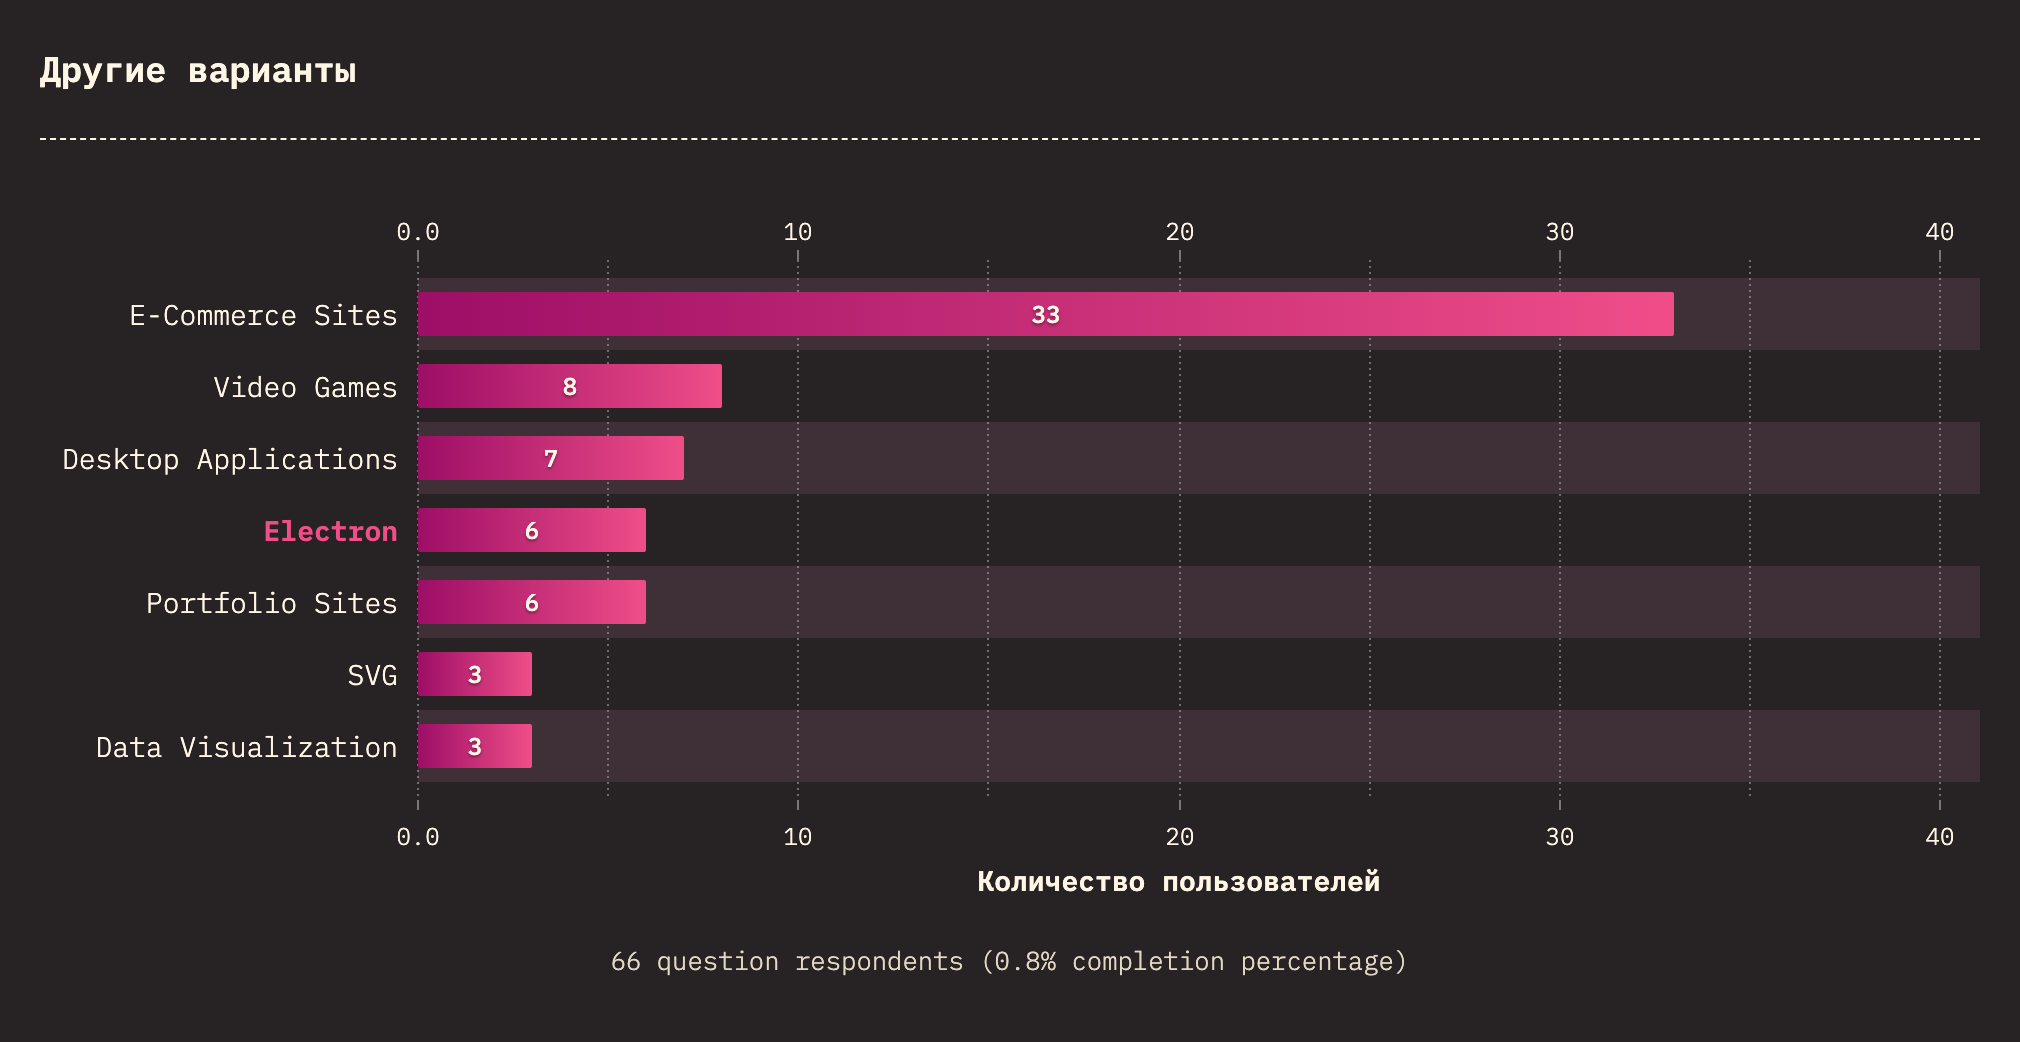 Другие варианты
0.0 10 20 30 40
E-Commerce Sites 33
Video Games 8
Desktop Applications 7
Electron 6
Portfolio Sites 6
SVG 3
Data Visualization 3
0.0 10 20 30 40
Количество пользователей
66 question respondents (0.8% completion percentage)